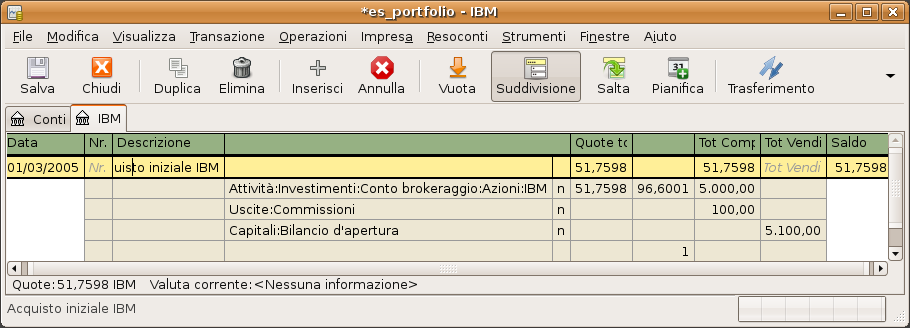 *es_portfolio - IBM
File Modifica Visualizza Transazione Operazioni Impresa Resoconti Strumenti Finestre Aiuto
Salva Chiudi Duplica Elimina Inserisci Annulla Vuota Suddivisione Salta Pianifica Trasferimento
Conti IBM
Data Nr. Descrizione Quote to Tot Comp Tot Vendi Saldo
01/03/2005 Nr. uisto iniziale IBM 51,7598 51,7598 Tot Vendi 51,7598
Attività:Investimenti:Conto brokeraggio:Azioni:IBM n 51,7598 96,6001 5.000,00
Uscite:Commissioni n 100,00
Capitali:Bilancio d'apertura n 5.100,00
1
Quote:51,7598 IBM Valuta corrente:<Nessuna informazione>
Acquisto iniziale IBM